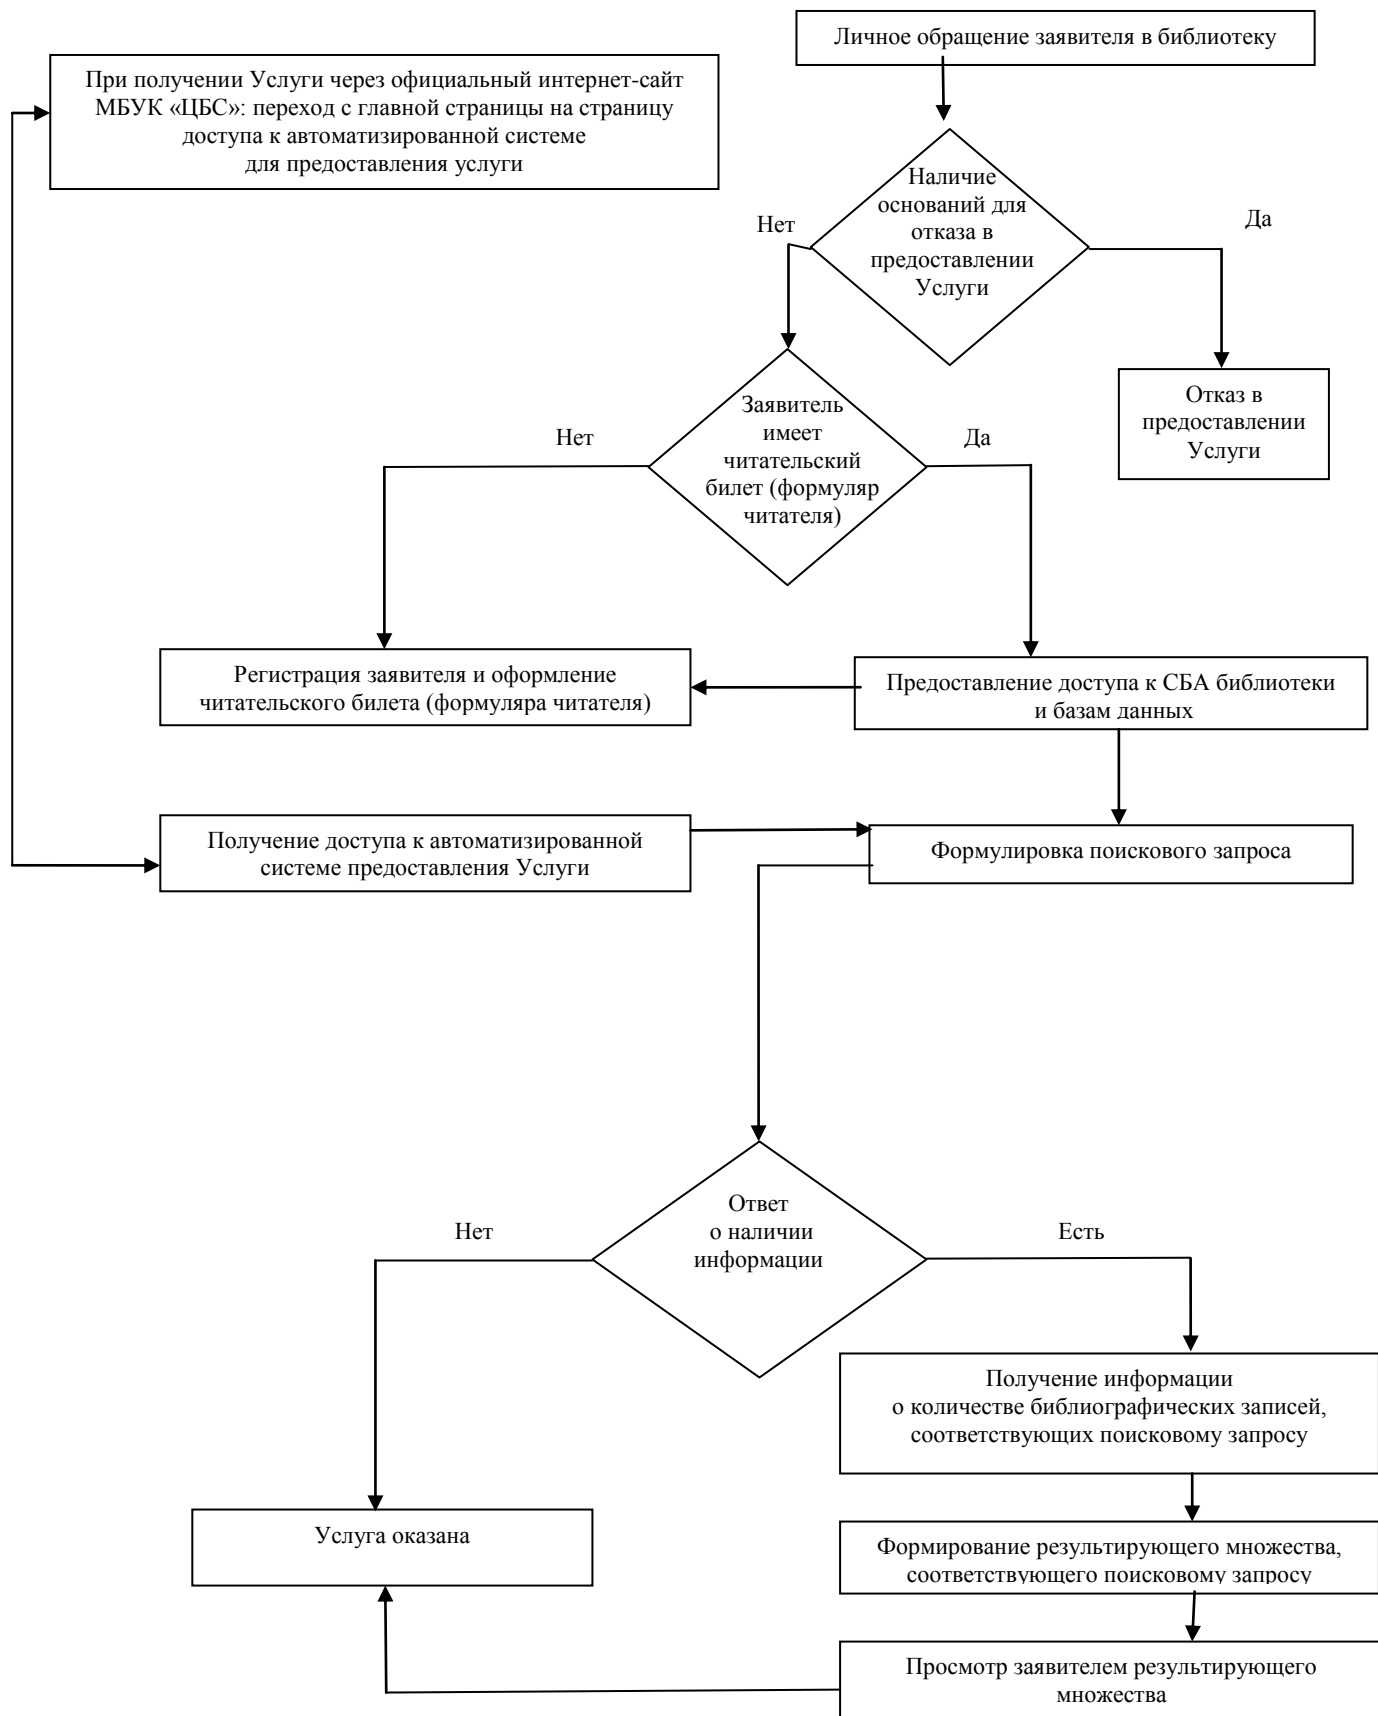 Личное обращение заявителя в библиотеку
При получении Услуги через официальный интернет-сайт
МБУК «ЦБС»: переход с главной страницы на страницу
доступа к автоматизированной системе
для предоставления услуги
Наличие
оснований для
отказа в
предоставлении
Услуги
Нет
Да
Отказ в
предоставлении
Услуги
Заявитель
имеет
читательский
билет (формуляр
читателя)
Нет
Да
Регистрация заявителя и оформление
читательского билета (формуляра читателя)
Предоставление доступа к СБА библиотеки
и базам данных
Получение доступа к автоматизированной
системе предоставления Услуги
Формулировка поискового запроса
Ответ
о наличии
информации
Нет
Есть
Получение информации
о количестве библиографических записей,
соответствующих поисковому запросу
Услуга оказана
Формирование результирующего множества,
соответствующего поисковому запросу
Просмотр заявителем результирующего
множества